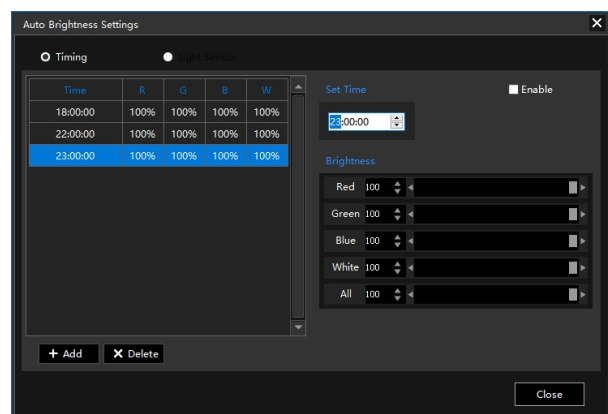 Auto Brightness Settings
Timing Light Sensor
Time R G B W
18:00:00 100% 100% 100% 100%
22:00:00 100% 100% 100% 100%
23:00:00 100% 100% 100% 100%
Set Time Enable
23:00:00
Brightness
Red 100
Green 100
Blue 100
White 100
All 100
+ Add X Delete
Close